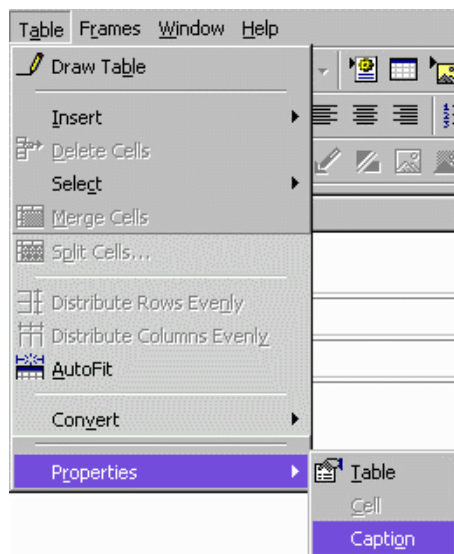 Table Frames Window Help
Draw Table
Insert
Delete Cells
Select
Merge Cells
Split Cells...
Distribute Rows Evenly
Distribute Columns Evenly
AutoFit
Convert
Properties
Table
Cell
Caption